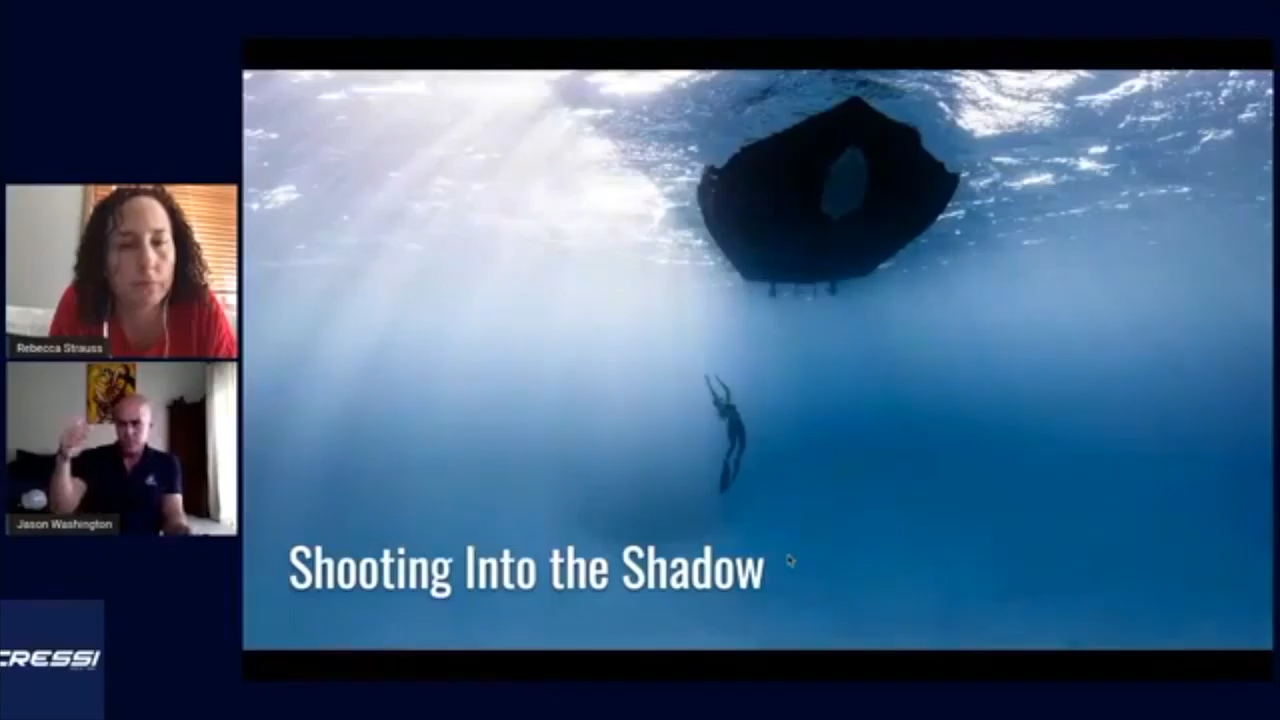 Rebecca Strauss
Jason Washington
Shooting Into the Shadow
CRESSI